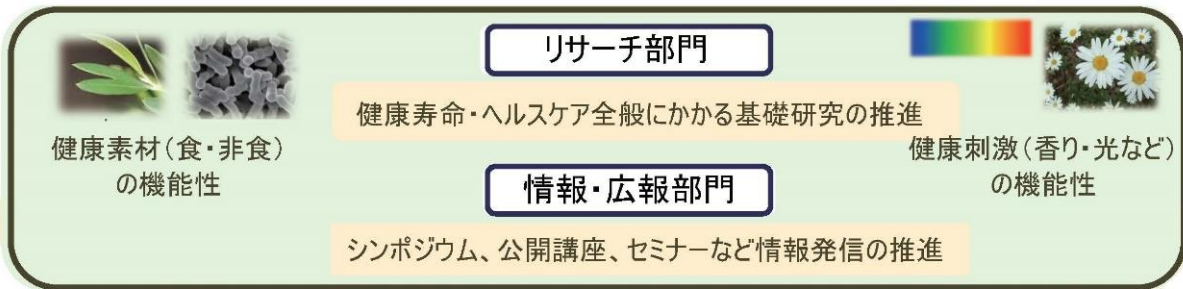 リサーチ部門
健康寿命・ヘルスケア全般にかかる基礎研究の推進
健康素材(食・非食)
の機能性
健康刺激(香り・光など)
の機能性
情報・広報部門
シンポジウム、公開講座、セミナーなど情報発信の推進